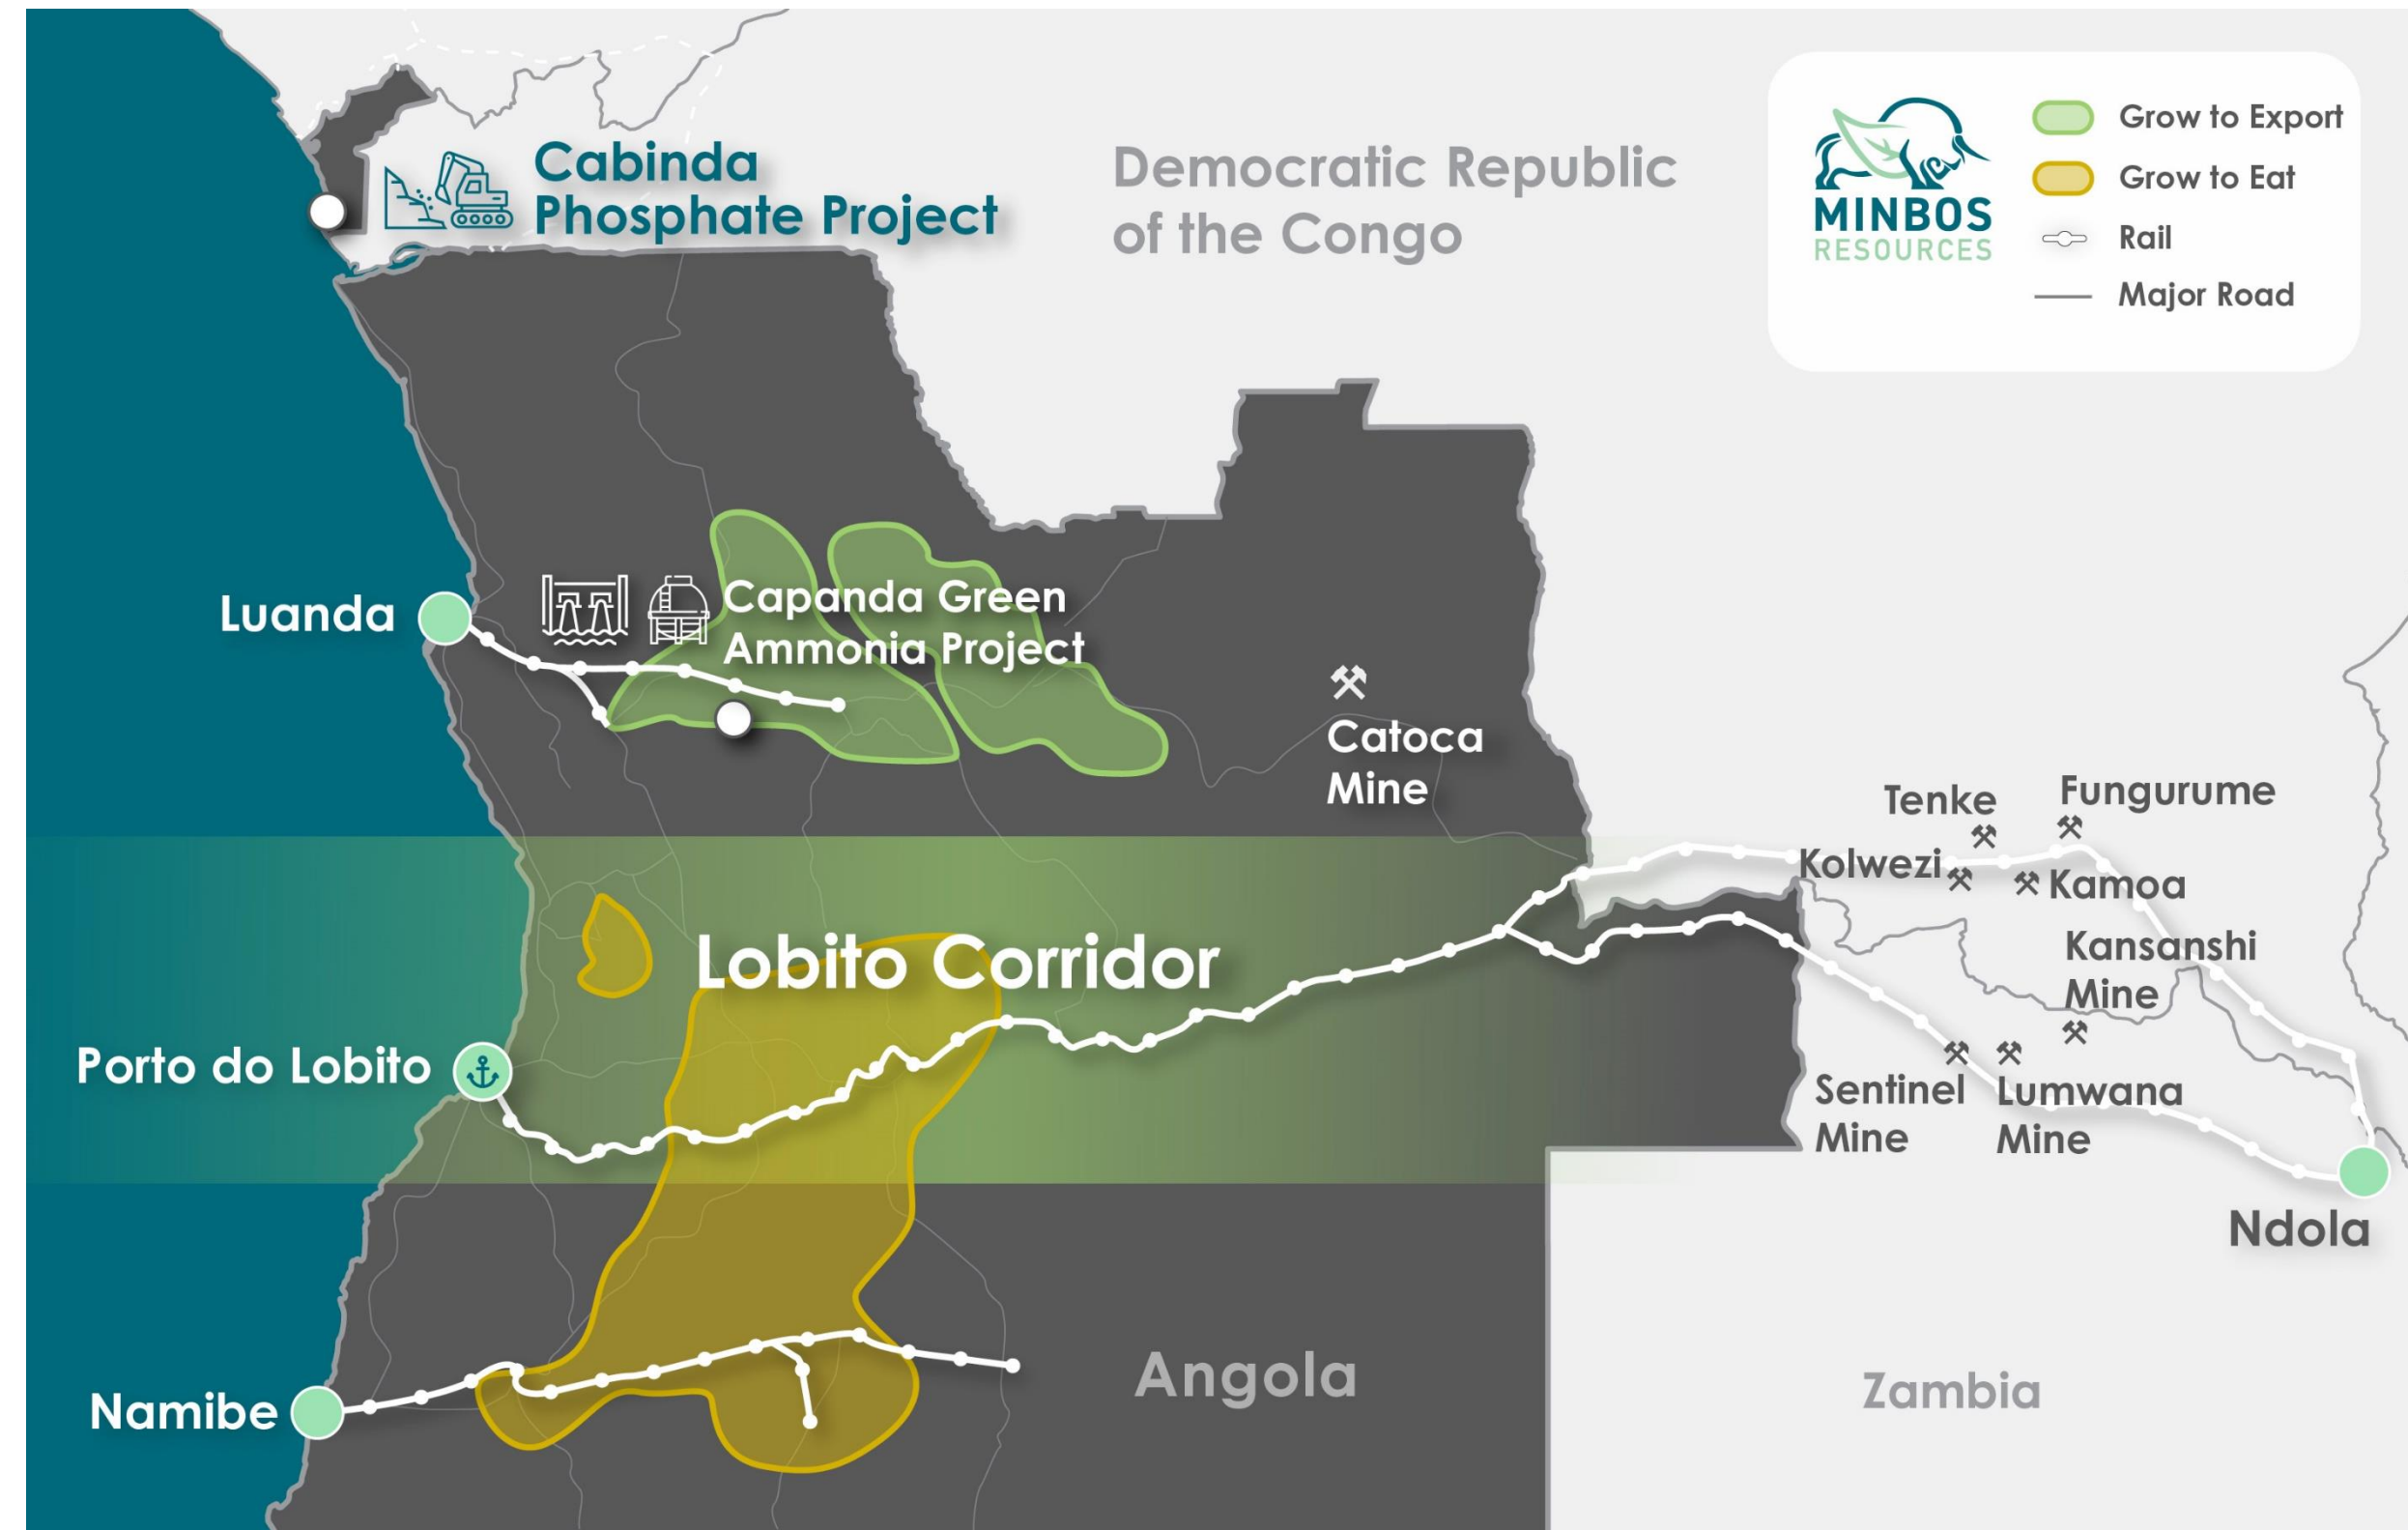 Cabinda
Phosphate Project
Democratic Republic
of the Congo
MINBOS
RESOURCES
Grow to Export
Grow to Eat
Rail
Major Road
Luanda
Capanda Green
Ammonia Project
Catoca
Mine
Tenke
Fungurume
Kolwezi
Kamoa
Kansanshi
Mine
Lobito Corridor
Porto do Lobito
Sentinel
Mine
Lumwana
Mine
Ndola
Namibe
Angola
Zambia